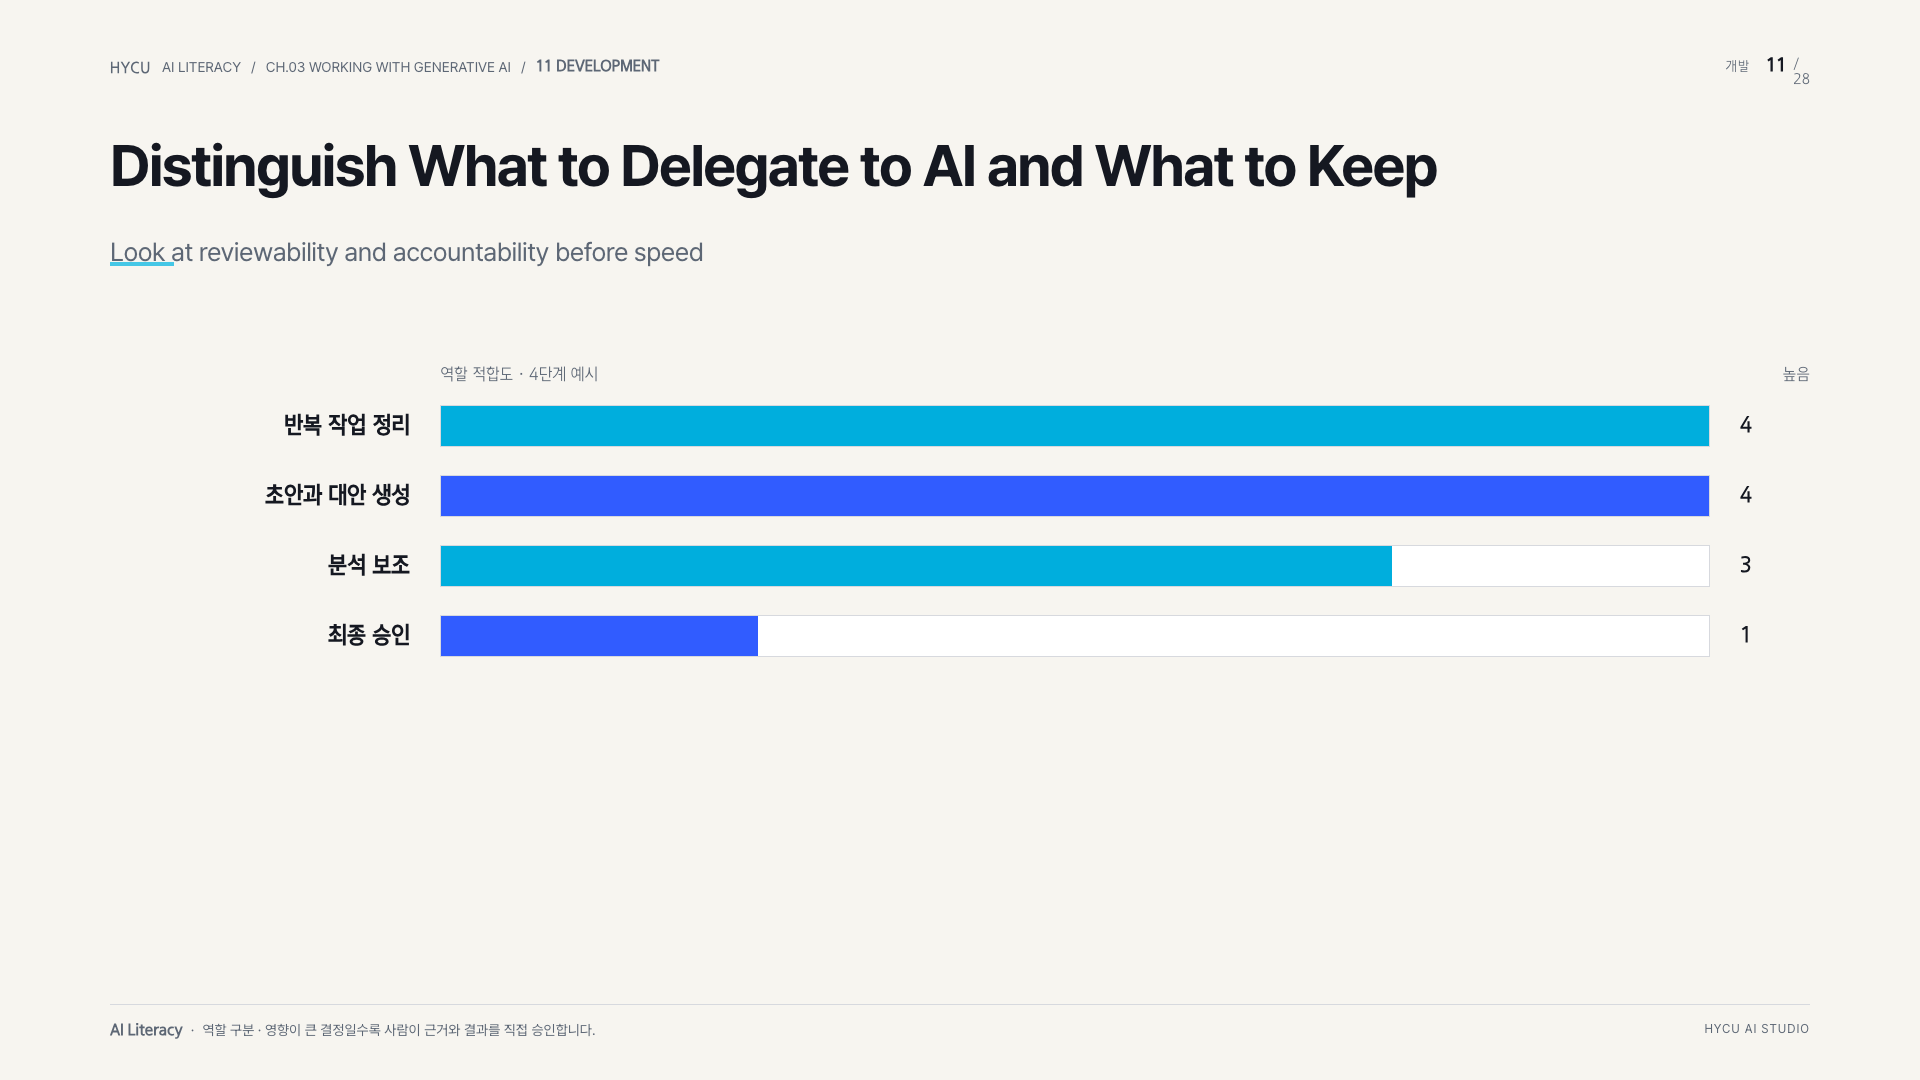 HYCU AI LITERACY / CH.03 WORKING WITH GENERATIVE AI / 11 DEVELOPMENT
개발 11 /
28
Distinguish What to Delegate to AI and What to Keep
Look at reviewability and accountability before speed
역할 적합도 · 4단계 예시 높음
반복 작업 정리 4
초안과 대안 생성 4
분석 보조 3
최종 승인 1
AI Literacy · 역할 구분 · 영향이 큰 결정일수록 사람이 근거와 결과를 직접 승인합니다.
HYCU AI STUDIO